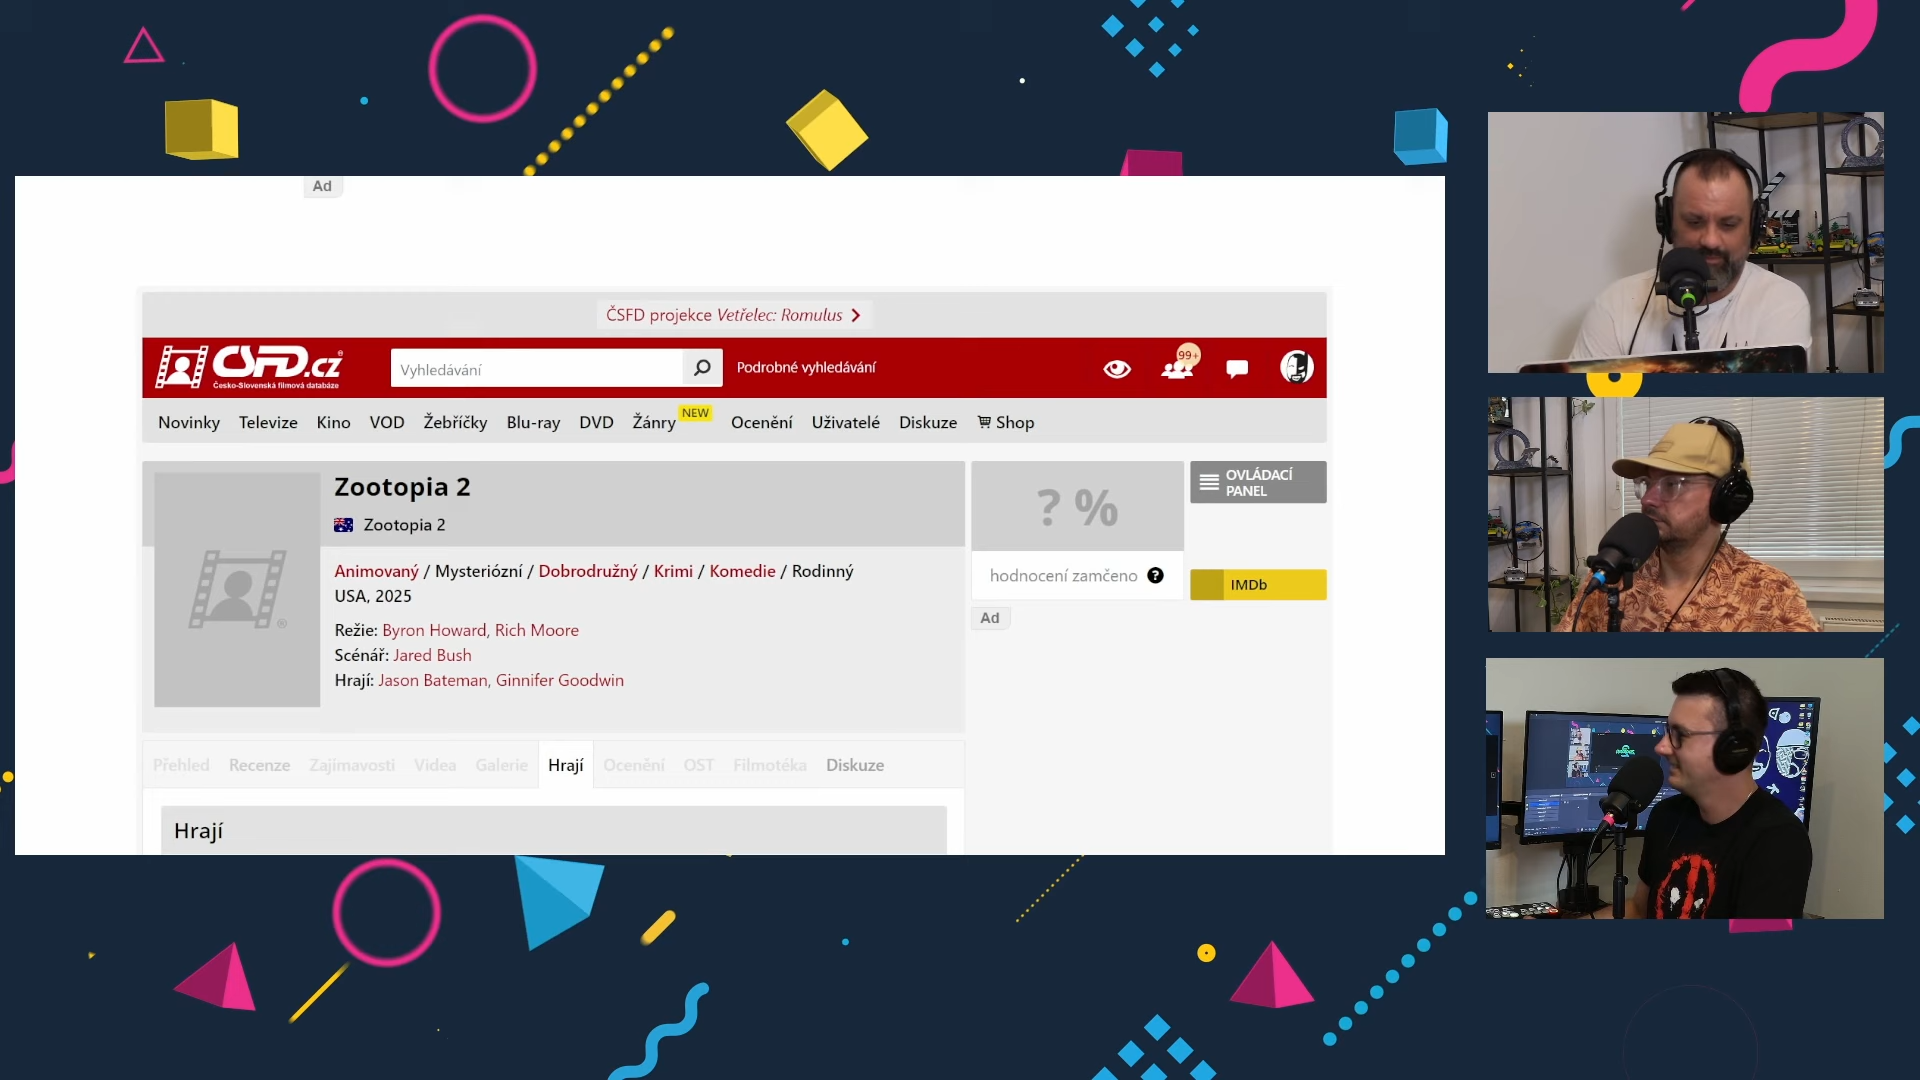 Ad
ČSFD projekce Vetřelec: Romulus
ČSFD.cz
Česko-Slovenská filmová databáze
Vyhledávání
Podrobné vyhledávání
99+
Novinky Televize Kino VOD Žebříčky Blu-ray DVD Žánry NEW Ocenění Uživatelé Diskuze Shop
Zootopia 2
Zootopia 2
Animovaný / Mysteriózní / Dobrodružný / Krimi / Komedie / Rodinný
USA, 2025
Režie: Byron Howard, Rich Moore
Scénář: Jared Bush
Hrají: Jason Bateman, Ginnifer Goodwin
? %
hodnocení zamčeno ?
Ad
OVLÁDACÍ
PANEL
IMDb
Přehled Recenze Zajímavosti Videa Galerie Hrají Ocenění OST Filmotéka Diskuze
Hrají